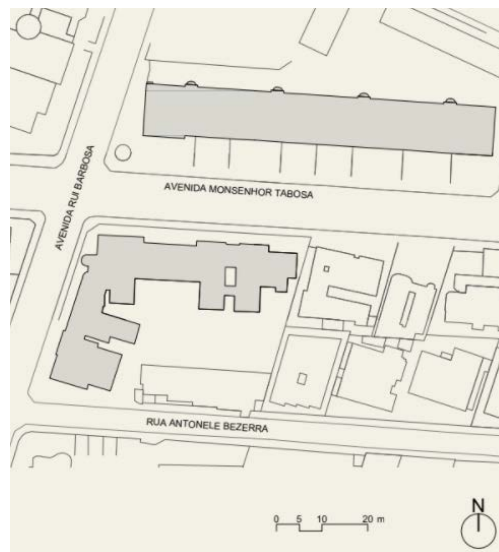 AVENIDA RUI BARBOSA
AVENIDA MONSENHOR TABOSA
RUA ANTONELE BEZERRA
0 5 10 20 m
N